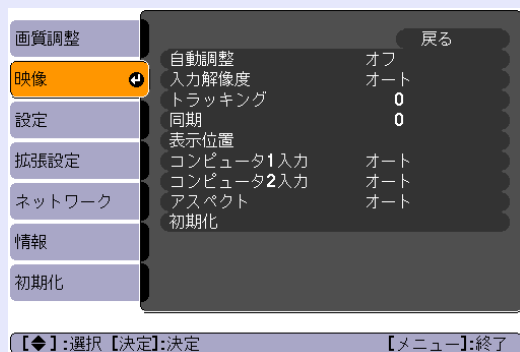 画質調整
映像
設定
拡張設定
ネットワーク
情報
初期化
戻る
自動調整 オフ
入力解像度 オート
トラッキング 0
同期 0
表示位置
コンピュータ1入力 オート
コンピュータ2入力 オート
アスペクト オート
初期化
【◆】:選択 【決定】:決定 【メニュー】:終了